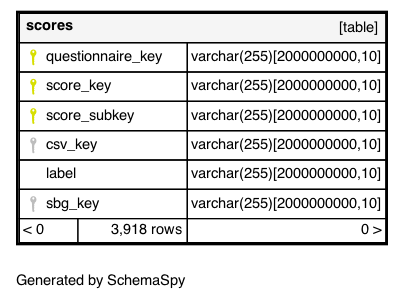 scores [table]
questionnaire_key varchar(255)[2000000000,10]
score_key varchar(255)[2000000000,10]
score_subkey varchar(255)[2000000000,10]
csv_key varchar(255)[2000000000,10]
label varchar(255)[2000000000,10]
sbg_key varchar(255)[2000000000,10]
< 0 3,918 rows 0 >
Generated by SchemaSpy